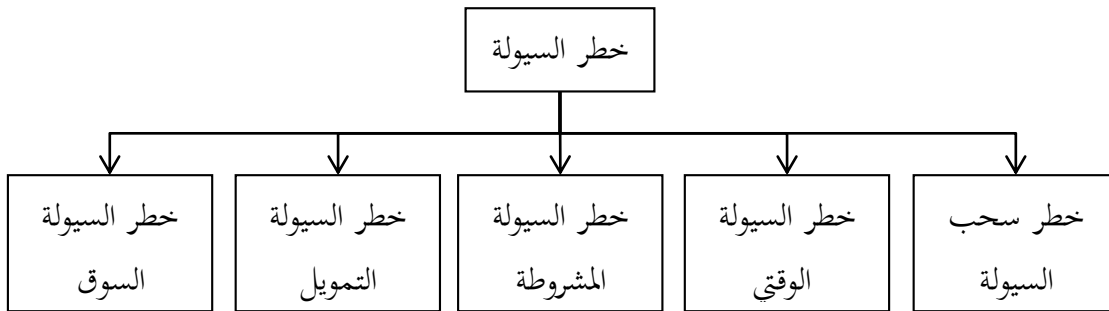 خطر السيولة
خطر سحب
السيولة
خطر السيولة
الوقتي
خطر السيولة
المشروطة
خطر السيولة
التمويل
خطر السيولة
السوق